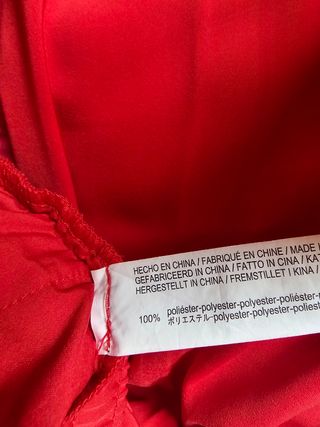 HECHO EN CHINA / FABRIQUÉ EN CHINE / MADE I
GEFABRICEERD IN CHINA / FATTO IN CINA / KAT
HERGESTELLT IN CHINA / FREMSTILLET I KINA /
100% poliéster-polyester-polyester-poliéster-
ポリエステル-polyester-polyester-poliest